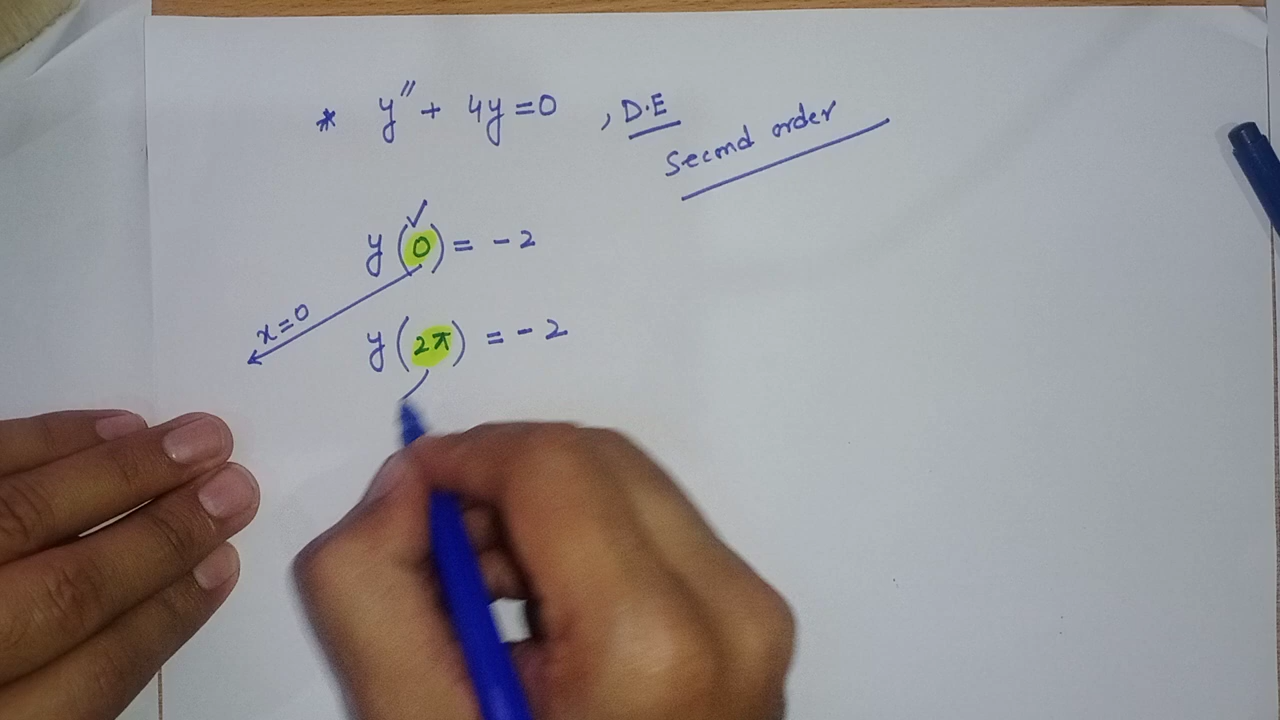 * y″ + 4y = 0 , D.E
Second order
✓
y(0) = -2
x=0
y(2π) = -2